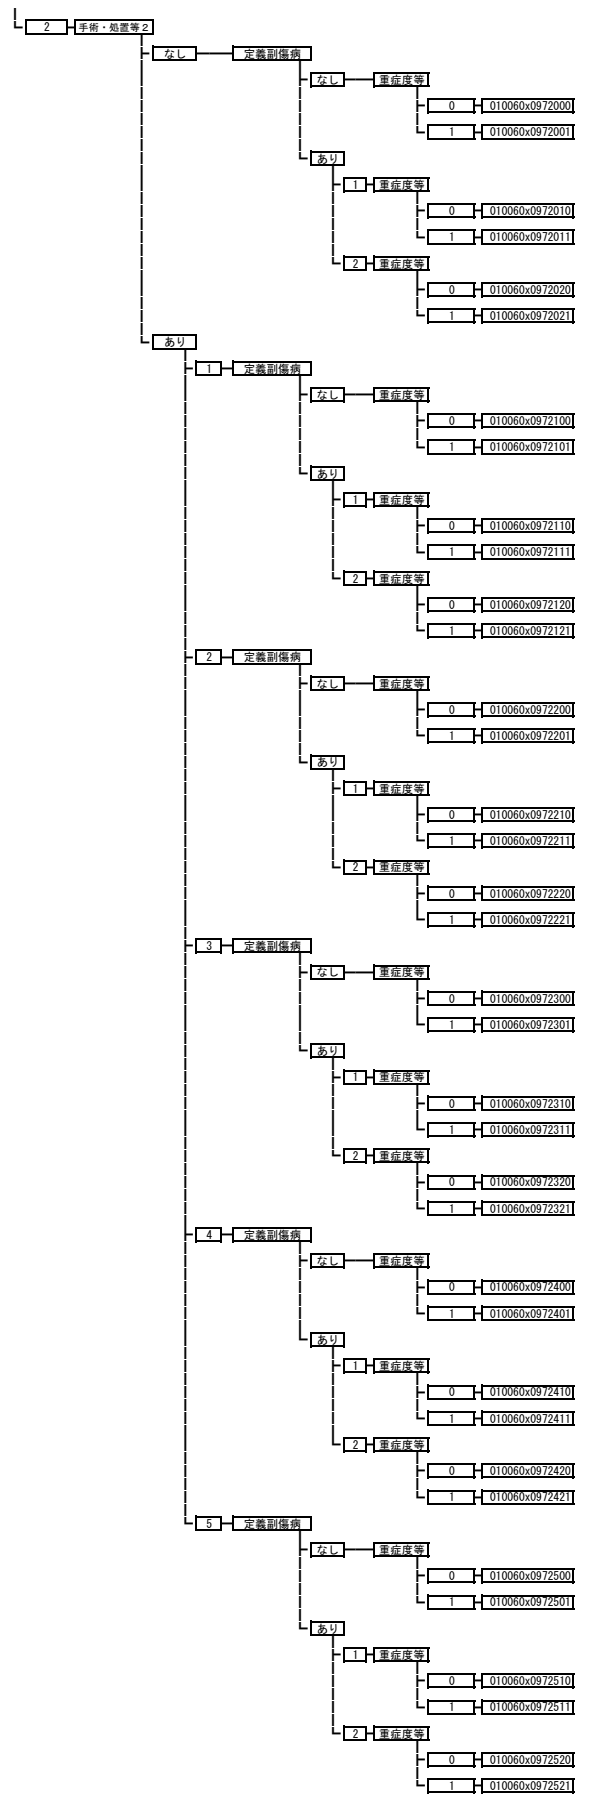 2 手術・処置等２
なし 定義副傷病
なし 重症度等
0 010060x0972000
1 010060x0972001
あり
1 重症度等
0 010060x0972010
1 010060x0972011
2 重症度等
0 010060x0972020
1 010060x0972021
あり
1 定義副傷病
なし 重症度等
0 010060x0972100
1 010060x0972101
あり
1 重症度等
0 010060x0972110
1 010060x0972111
2 重症度等
0 010060x0972120
1 010060x0972121
2 定義副傷病
なし 重症度等
0 010060x0972200
1 010060x0972201
あり
1 重症度等
0 010060x0972210
1 010060x0972211
2 重症度等
0 010060x0972220
1 010060x0972221
3 定義副傷病
なし 重症度等
0 010060x0972300
1 010060x0972301
あり
1 重症度等
0 010060x0972310
1 010060x0972311
2 重症度等
0 010060x0972320
1 010060x0972321
4 定義副傷病
なし 重症度等
0 010060x0972400
1 010060x0972401
あり
1 重症度等
0 010060x0972410
1 010060x0972411
2 重症度等
0 010060x0972420
1 010060x0972421
5 定義副傷病
なし 重症度等
0 010060x0972500
1 010060x0972501
あり
1 重症度等
0 010060x0972510
1 010060x0972511
2 重症度等
0 010060x0972520
1 010060x0972521